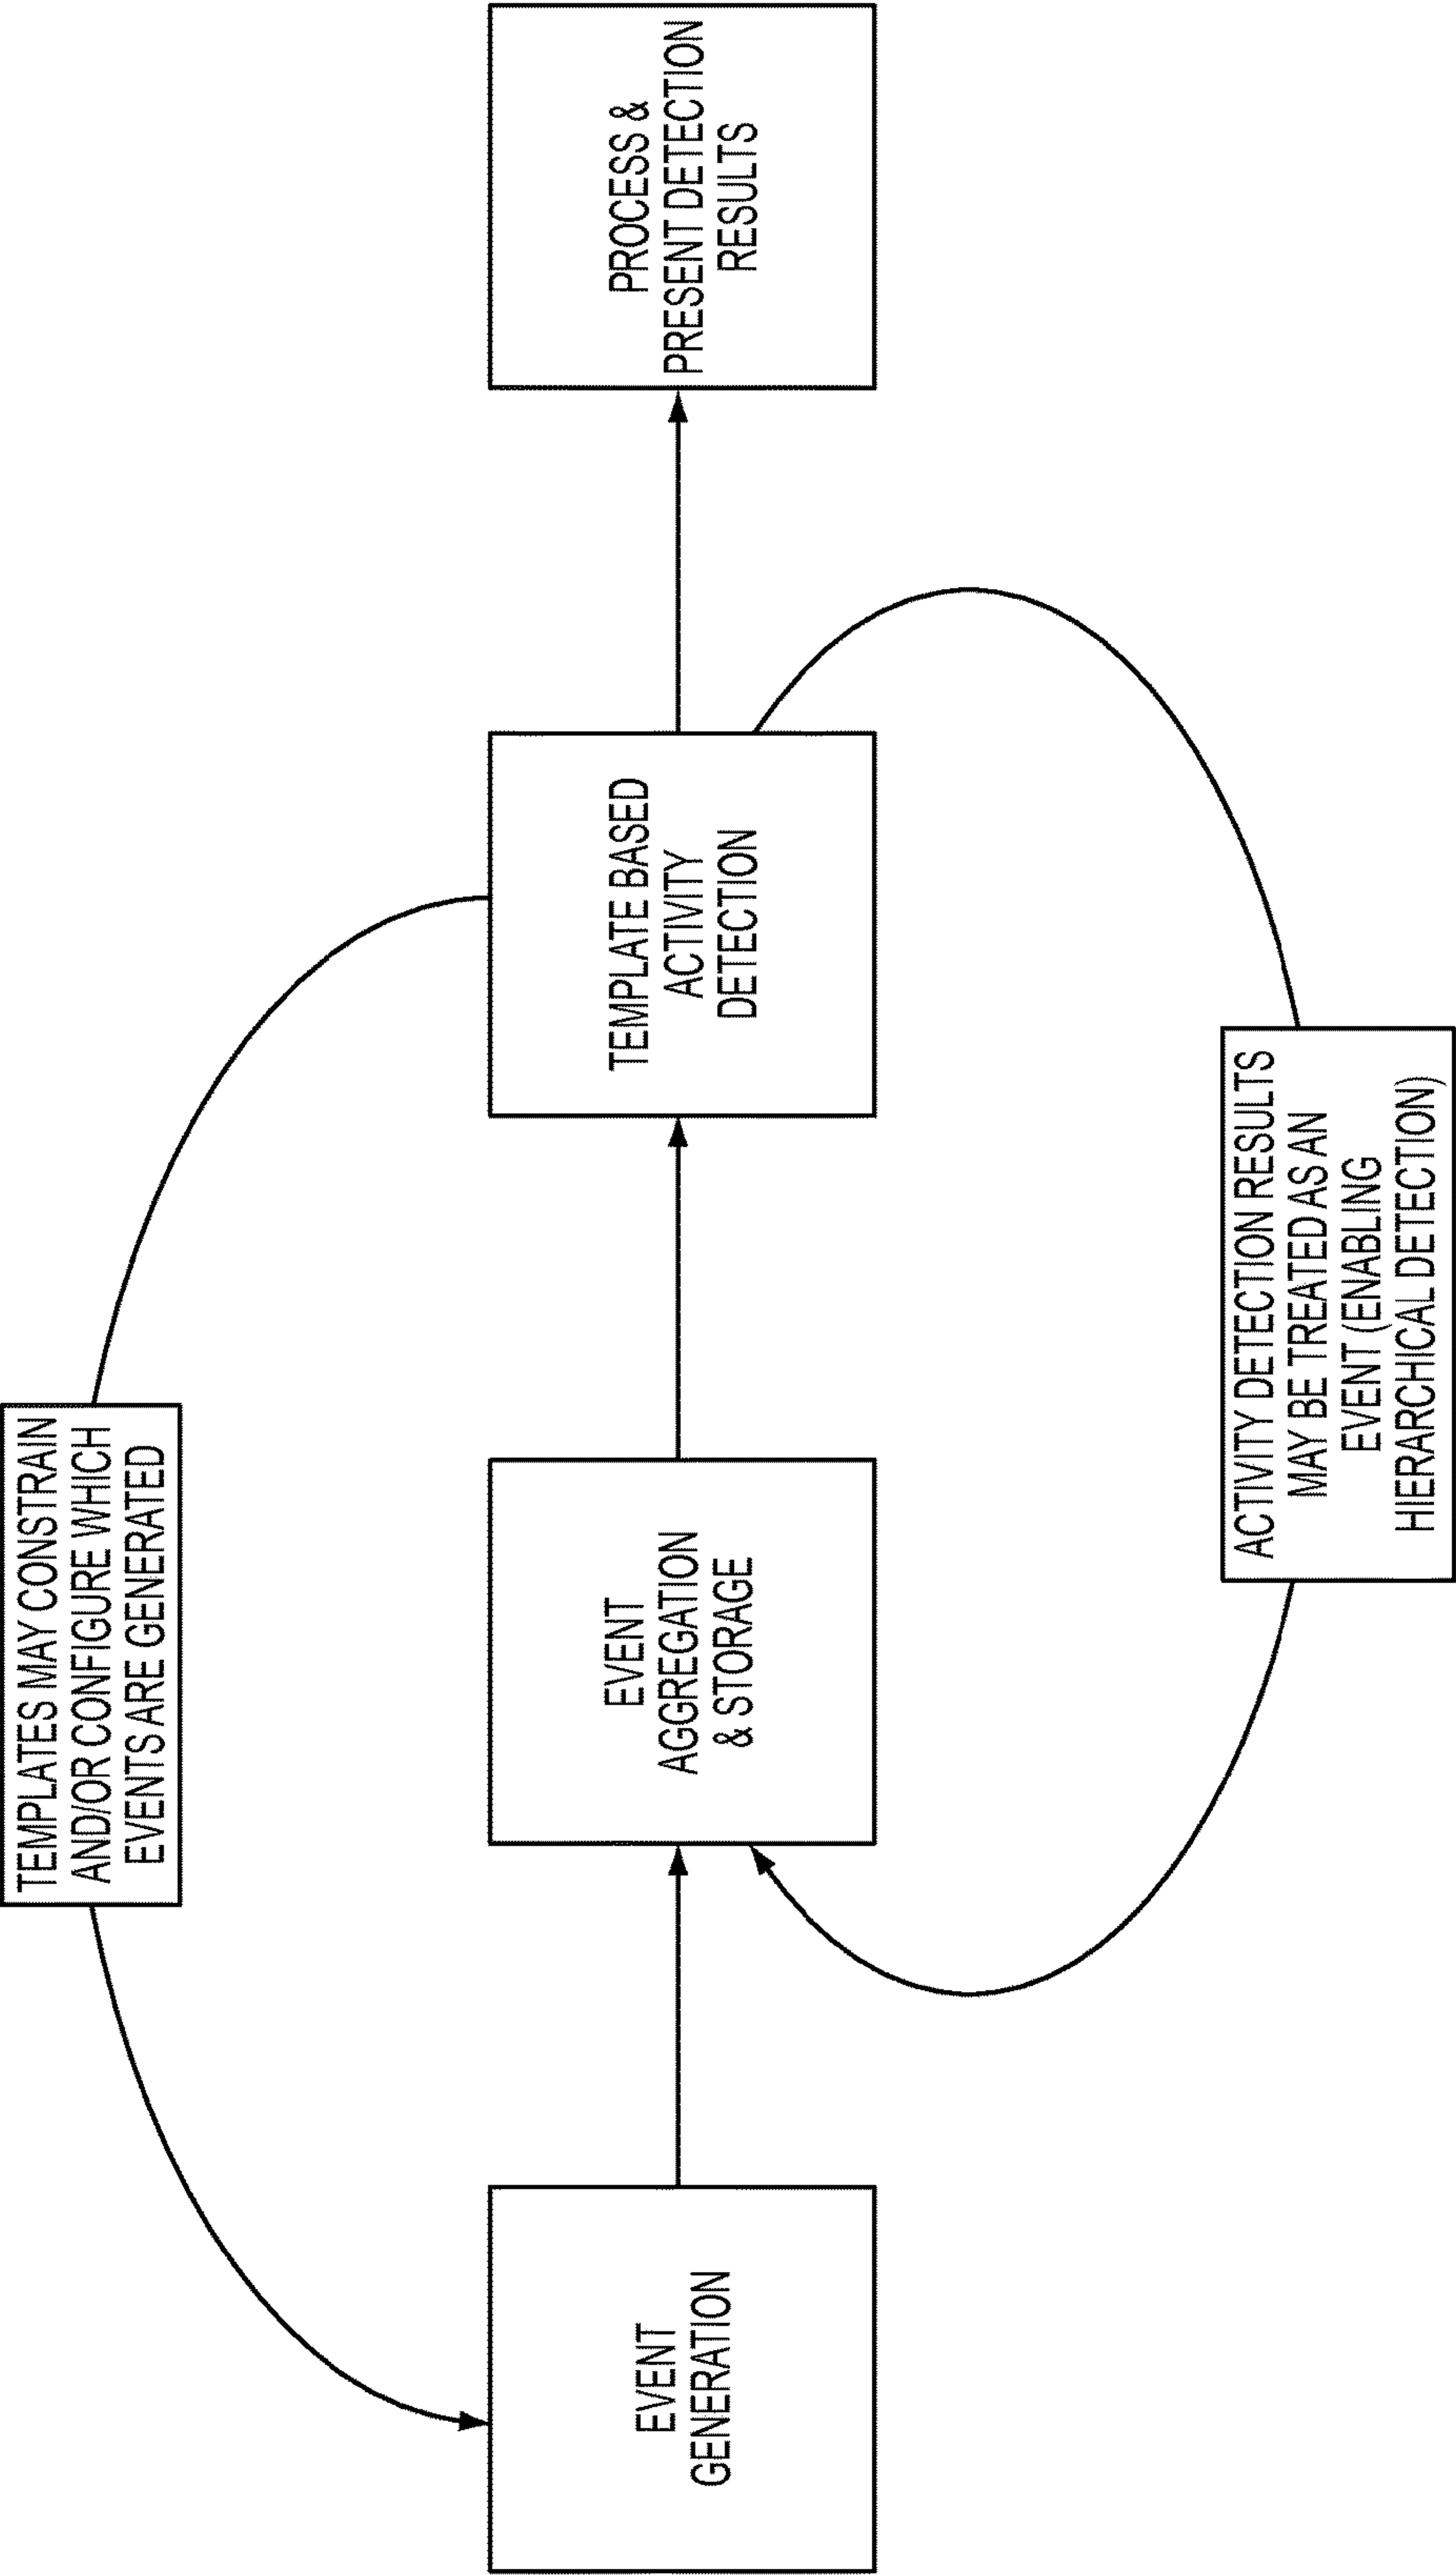 TEMPLATES MAY CONSTRAIN
AND/OR CONFIGURE WHICH
EVENTS ARE GENERATED
EVENT
GENERATION
EVENT
AGGREGATION
& STORAGE
TEMPLATE BASED
ACTIVITY
DETECTION
PROCESS &
PRESENT DETECTION
RESULTS
ACTIVITY DETECTION RESULTS
MAY BE TREATED AS AN
EVENT (ENABLING
HIERARCHICAL DETECTION)